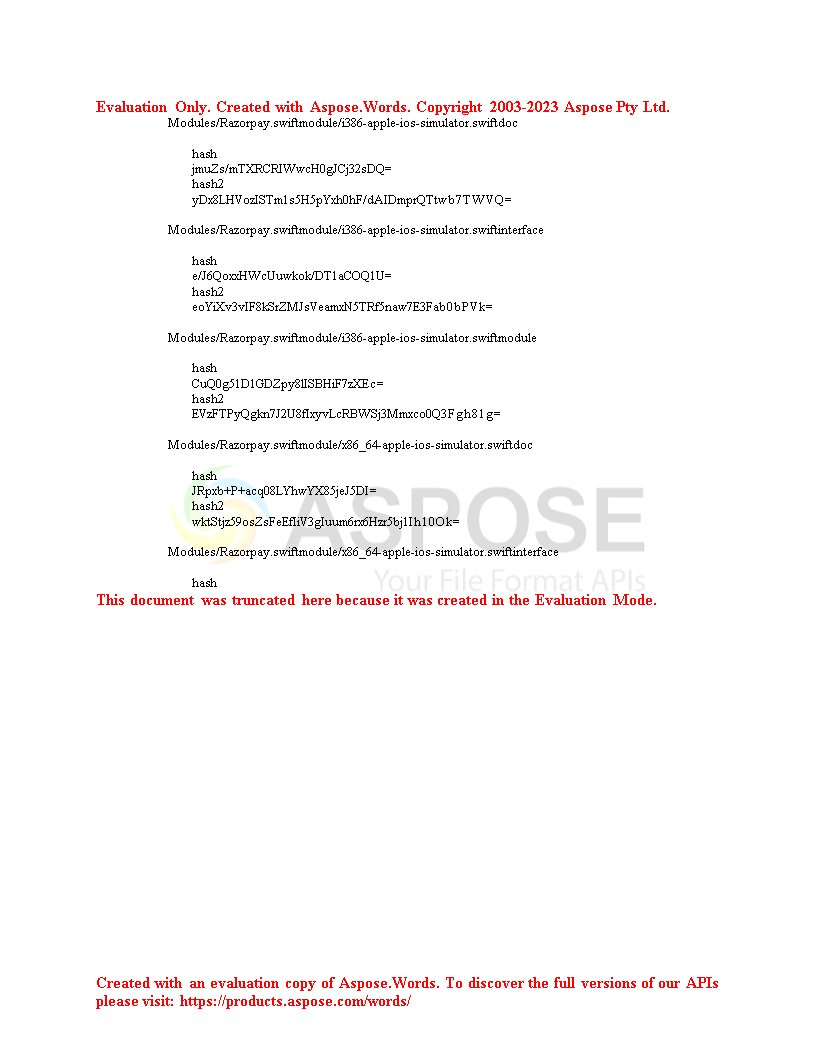 Evaluation Only. Created with Aspose.Words. Copyright 2003-2023 Aspose Pty Ltd.
Modules/Razorpay.swiftmodule/i386-apple-ios-simulator.swiftdoc
hash
jmuZs/mTXRCRIWwcH0gJCj32sDQ=
hash2
yDx8LHVozISTm1s5H5pYxh0hF/dAIDmprQTtwb7TWVQ=
Modules/Razorpay.swiftmodule/i386-apple-ios-simulator.swiftinterface
hash
e/J6QoxxHWcUuwkok/DT1aCOQ1U=
hash2
eoYiXv3vIF8kSrZMJsVeamxN5TRf5naw7E3Fab0bPVk=
Modules/Razorpay.swiftmodule/i386-apple-ios-simulator.swiftmodule
hash
CuQ0g51D1GDZpy8lISBHiF7zXEc=
hash2
EVzFTPyQgkn7J2U8fIxyvLcRBWSj3Mmxco0Q3Fgh81g=
Modules/Razorpay.swiftmodule/x86_64-apple-ios-simulator.swiftdoc
hash
JRpxb+P+acq08LYhwYX85jeJ5DI=
hash2
wktStjz59osZsFeEfIiV3gIuum6rx6Hzr5bj1Ih10Ok=
ASPOSE
Modules/Razorpay.swiftmodule/x86_64-apple-ios-simulator.swiftinterface
Your File Format APIs
hash
This document was truncated here because it was created in the Evaluation Mode.
Created with an evaluation copy of Aspose.Words. To discover the full versions of our APIs
please visit: https://products.aspose.com/words/